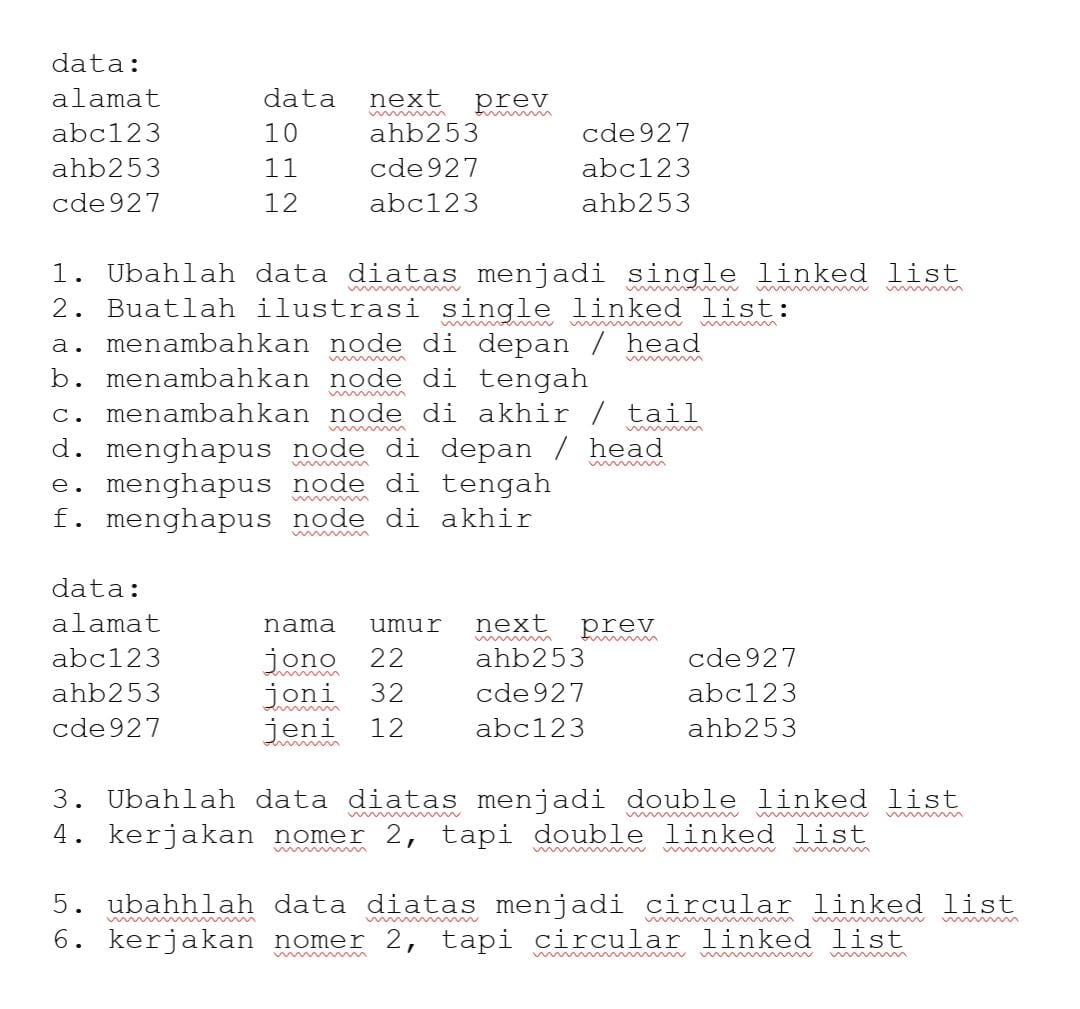 data:
alamat data next prev
abc123 10 ahb253 cde927
ahb253 11 cde927 abc123
cde927 12 abc123 ahb253
1. Ubahlah data diatas menjadi single linked list
2. Buatlah ilustrasi single linked list:
a. menambahkan node di depan / head
b. menambahkan node di tengah
c. menambahkan node di akhir / tail
d. menghapus node di depan / head
e. menghapus node di tengah
f. menghapus node di akhir
data:
alamat nama umur next prev
abc123 jono 22 ahb253 cde927
ahb253 joni 32 cde927 abc123
cde927 jeni 12 abc123 ahb253
3. Ubahlah data diatas menjadi double linked list
4. kerjakan nomer 2, tapi double linked list
5. ubahhlah data diatas menjadi circular linked list
6. kerjakan nomer 2, tapi circular linked list